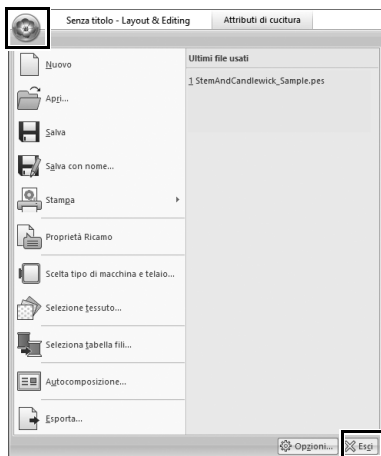 Senza titolo - Layout & Editing Attributi di cucitura
Nuovo
Apri...
Salva
Salva con nome...
Stampa
Proprietà Ricamo
Scelta tipo di macchina e telaio...
Selezione tessuto...
Seleziona tabella fili...
Autocomposizione...
Esporta...
Ultimi file usati
1 StemAndCandlewick_Sample.pes
Opzioni... Esci